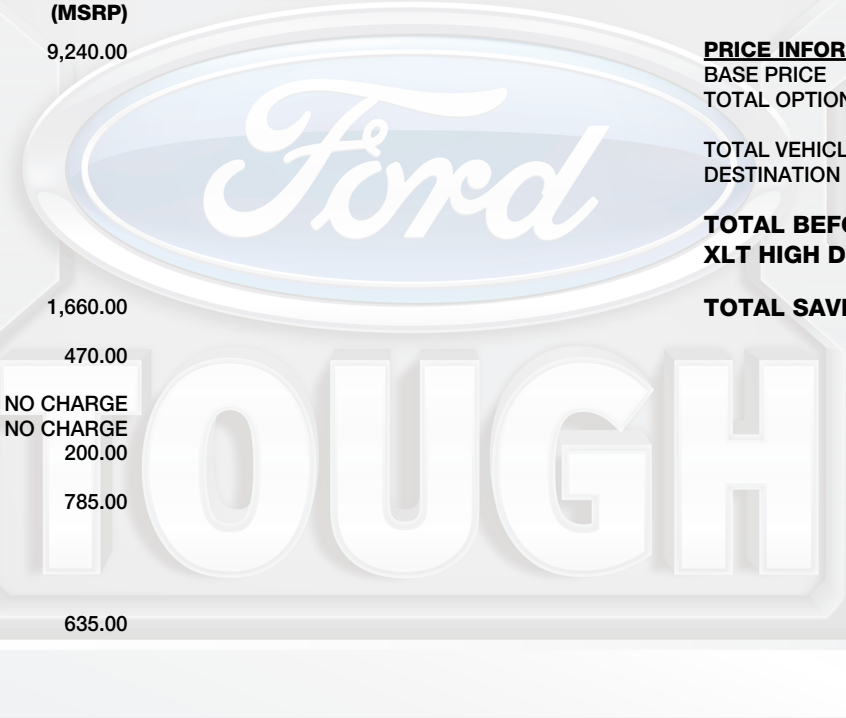 (MSRP)
9,240.00
1,660.00
470.00
NO CHARGE
NO CHARGE
200.00
785.00
635.00
PRICE INFOR
BASE PRICE
TOTAL OPTION
TOTAL VEHICL
DESTINATION
TOTAL BEFO
XLT HIGH D
TOTAL SAVI
Ford
TOUGH